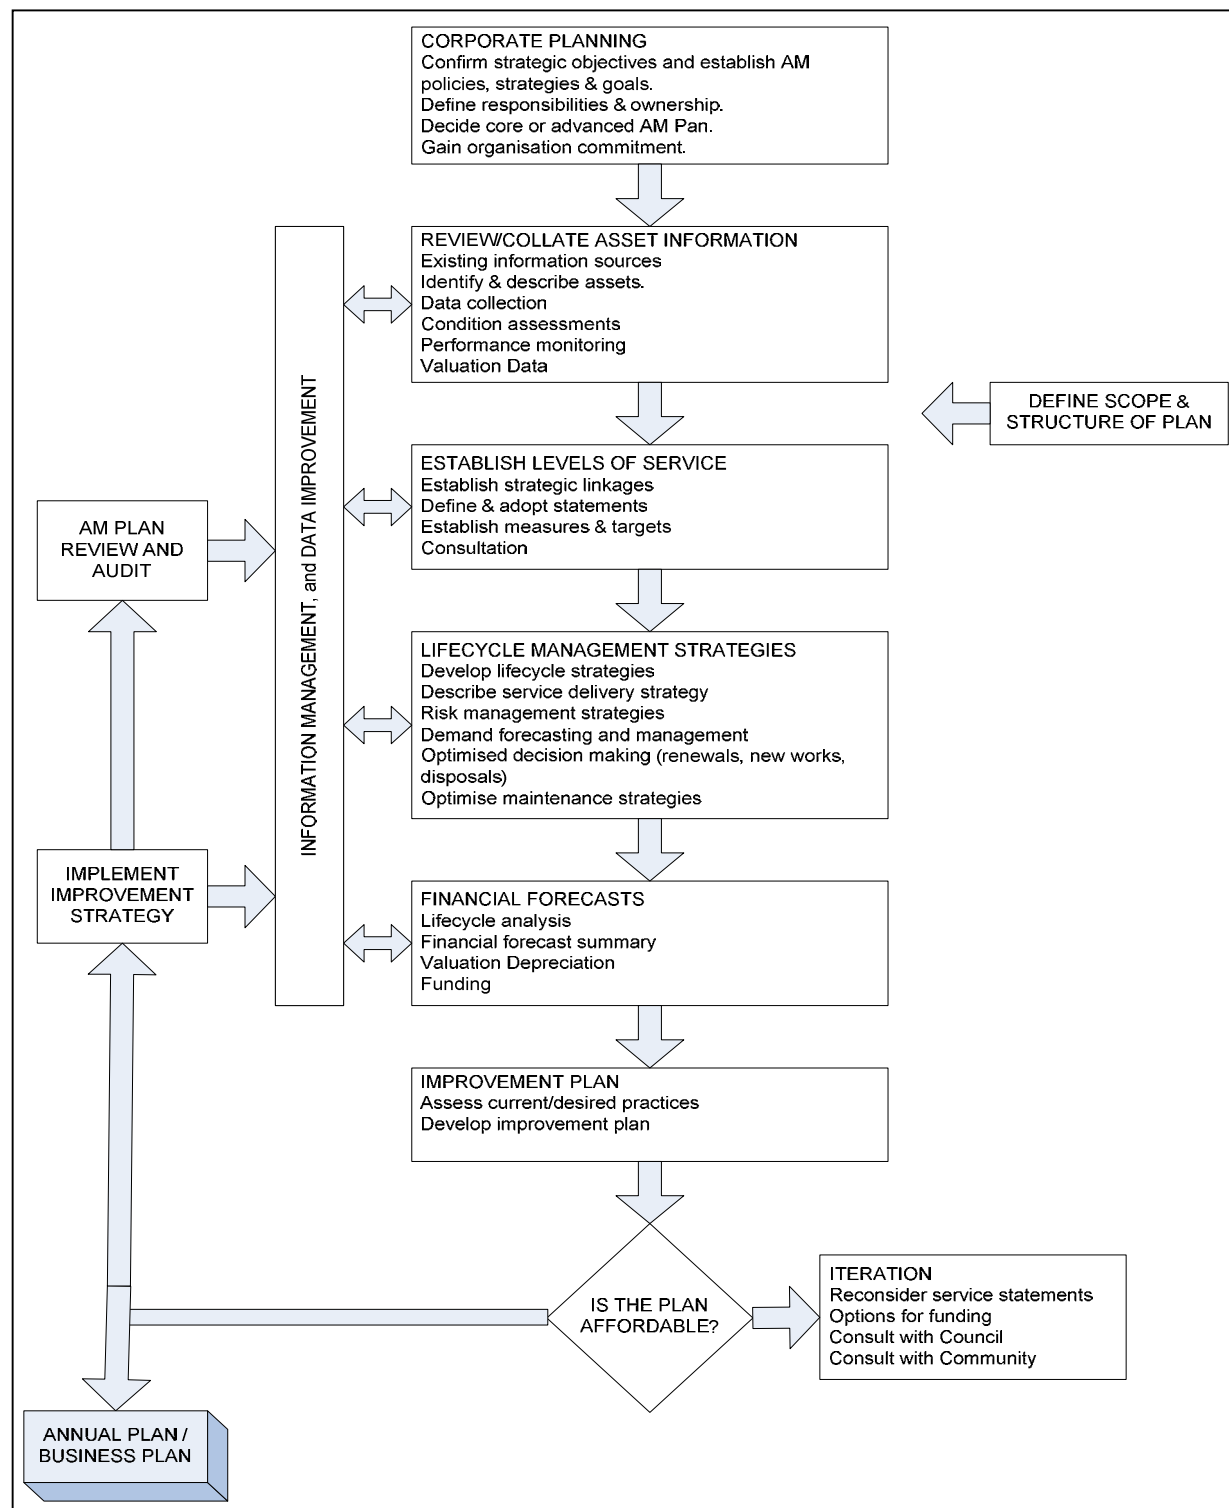 CORPORATE PLANNING
Confirm strategic objectives and establish AM
policies, strategies & goals.
Define responsibilities & ownership.
Decide core or advanced AM Pan.
Gain organisation commitment.
REVIEW/COLLATE ASSET INFORMATION
Existing information sources
Identify & describe assets.
Data collection
Condition assessments
Performance monitoring
Valuation Data
DEFINE SCOPE &
STRUCTURE OF PLAN
INFORMATION MANAGEMENT, and DATA IMPROVEMENT
ESTABLISH LEVELS OF SERVICE
Establish strategic linkages
Define & adopt statements
Establish measures & targets
Consultation
AM PLAN
REVIEW AND
AUDIT
LIFECYCLE MANAGEMENT STRATEGIES
Develop lifecycle strategies
Describe service delivery strategy
Risk management strategies
Demand forecasting and management
Optimised decision making (renewals, new works,
disposals)
Optimise maintenance strategies
IMPLEMENT
IMPROVEMENT
STRATEGY
FINANCIAL FORECASTS
Lifecycle analysis
Financial forecast summary
Valuation Depreciation
Funding
IMPROVEMENT PLAN
Assess current/desired practices
Develop improvement plan
IS THE PLAN
AFFORDABLE?
ITERATION
Reconsider service statements
Options for funding
Consult with Council
Consult with Community
ANNUAL PLAN /
BUSINESS PLAN